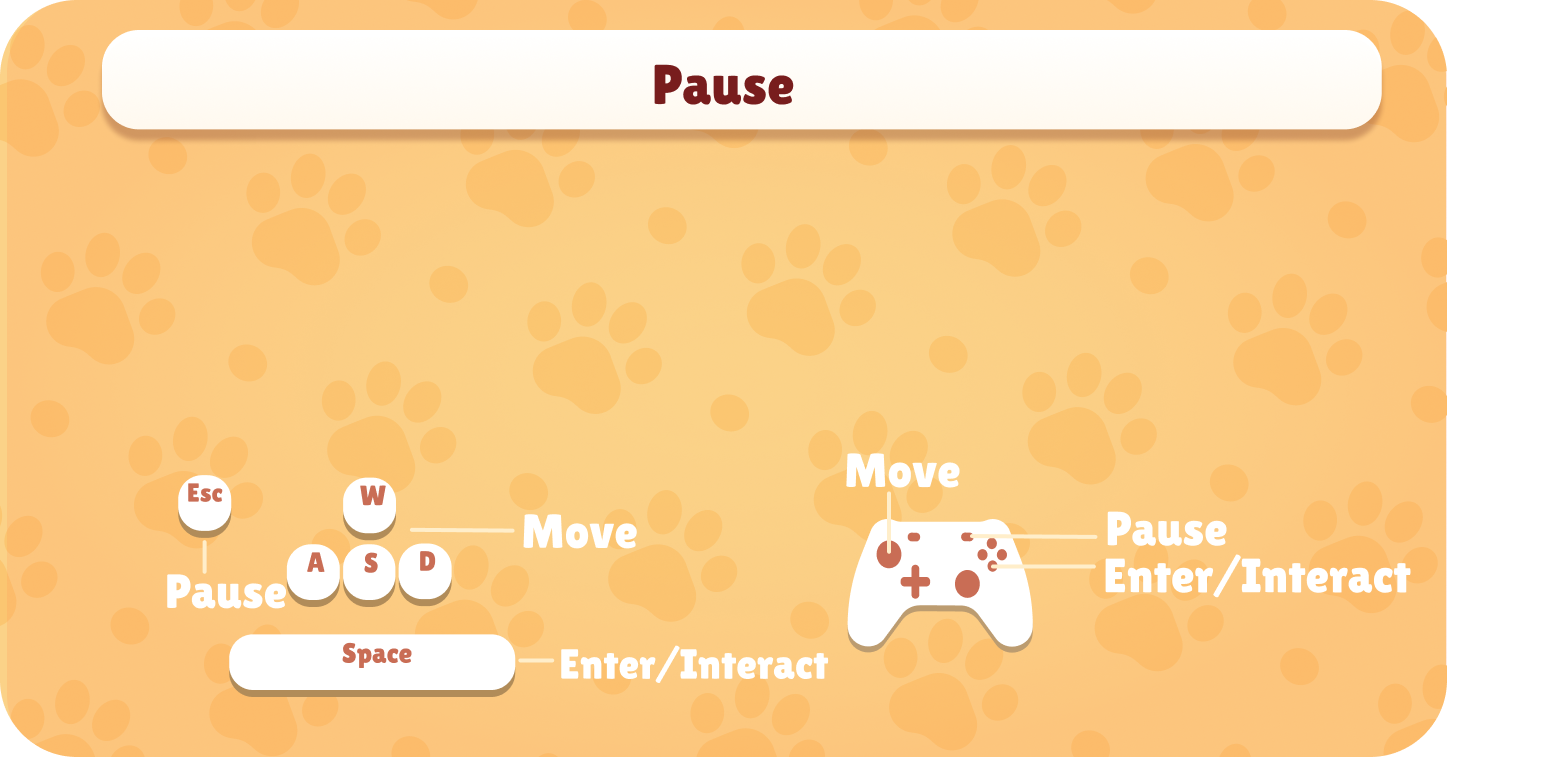 Pause
Esc
W
A
S
D
Move
Pause
Space
Enter/Interact
Move
Pause
Enter/Interact